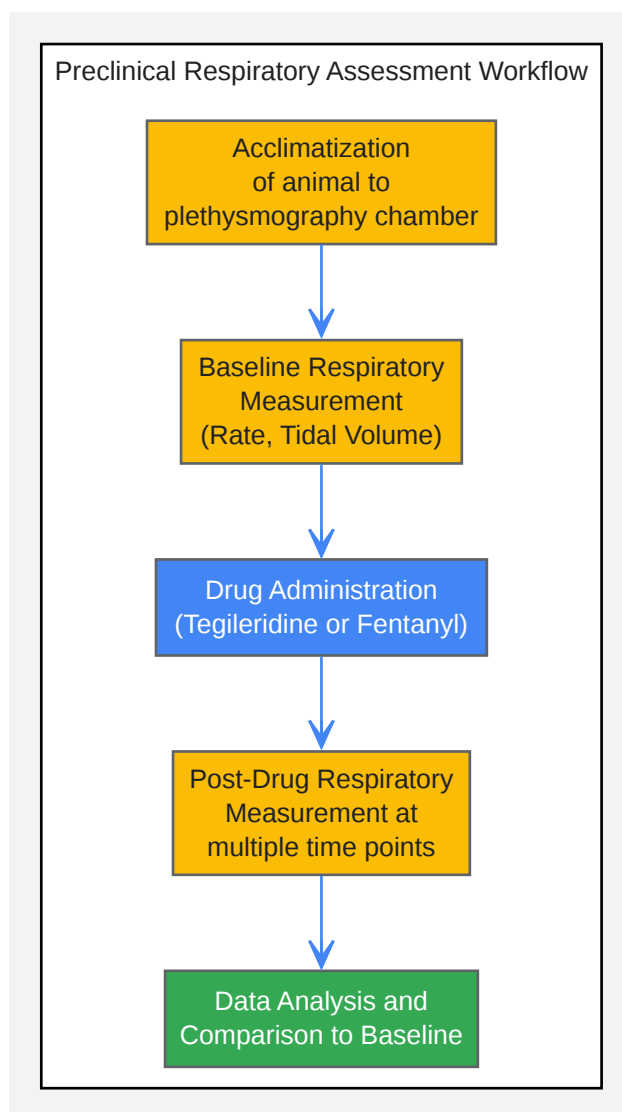 Preclinical Respiratory Assessment Workflow
Acclimatization
of animal to
plethysmography chamber
Baseline Respiratory
Measurement
(Rate, Tidal Volume)
Drug Administration
(Tegileridine or Fentanyl)
Post-Drug Respiratory
Measurement at
multiple time points
Data Analysis and
Comparison to Baseline